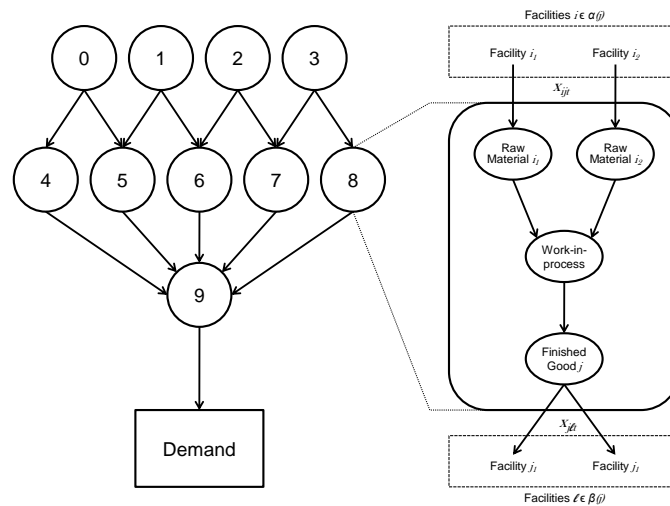 0
1
2
3
4
5
6
7
8
9
Demand
Facilities i ϵ α(j)
Facility i₁
Facility i₂
Xᵢⱼₜ
Raw
Material i₁
Raw
Material i₂
Work-in-
process
Finished
Good j
Xⱼℓₜ
Facility j₁
Facility j₁
Facilities ℓ ϵ β(j)